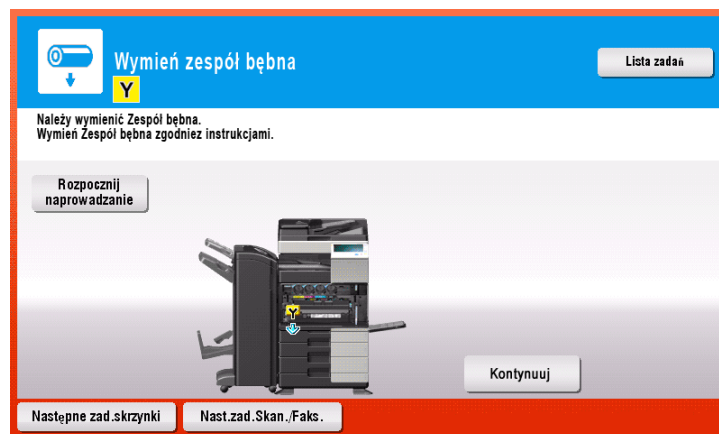 Wymień zespół bębna
Y
Lista zadań
Należy wymienić Zespół bębna.
Wymień Zespół bębna zgodniez instrukcjami.
Rozpocznij
naprowadzanie
Y
Kontynuuj
Następne zad.skrzynki
Nast.zad.Skan./Faks.